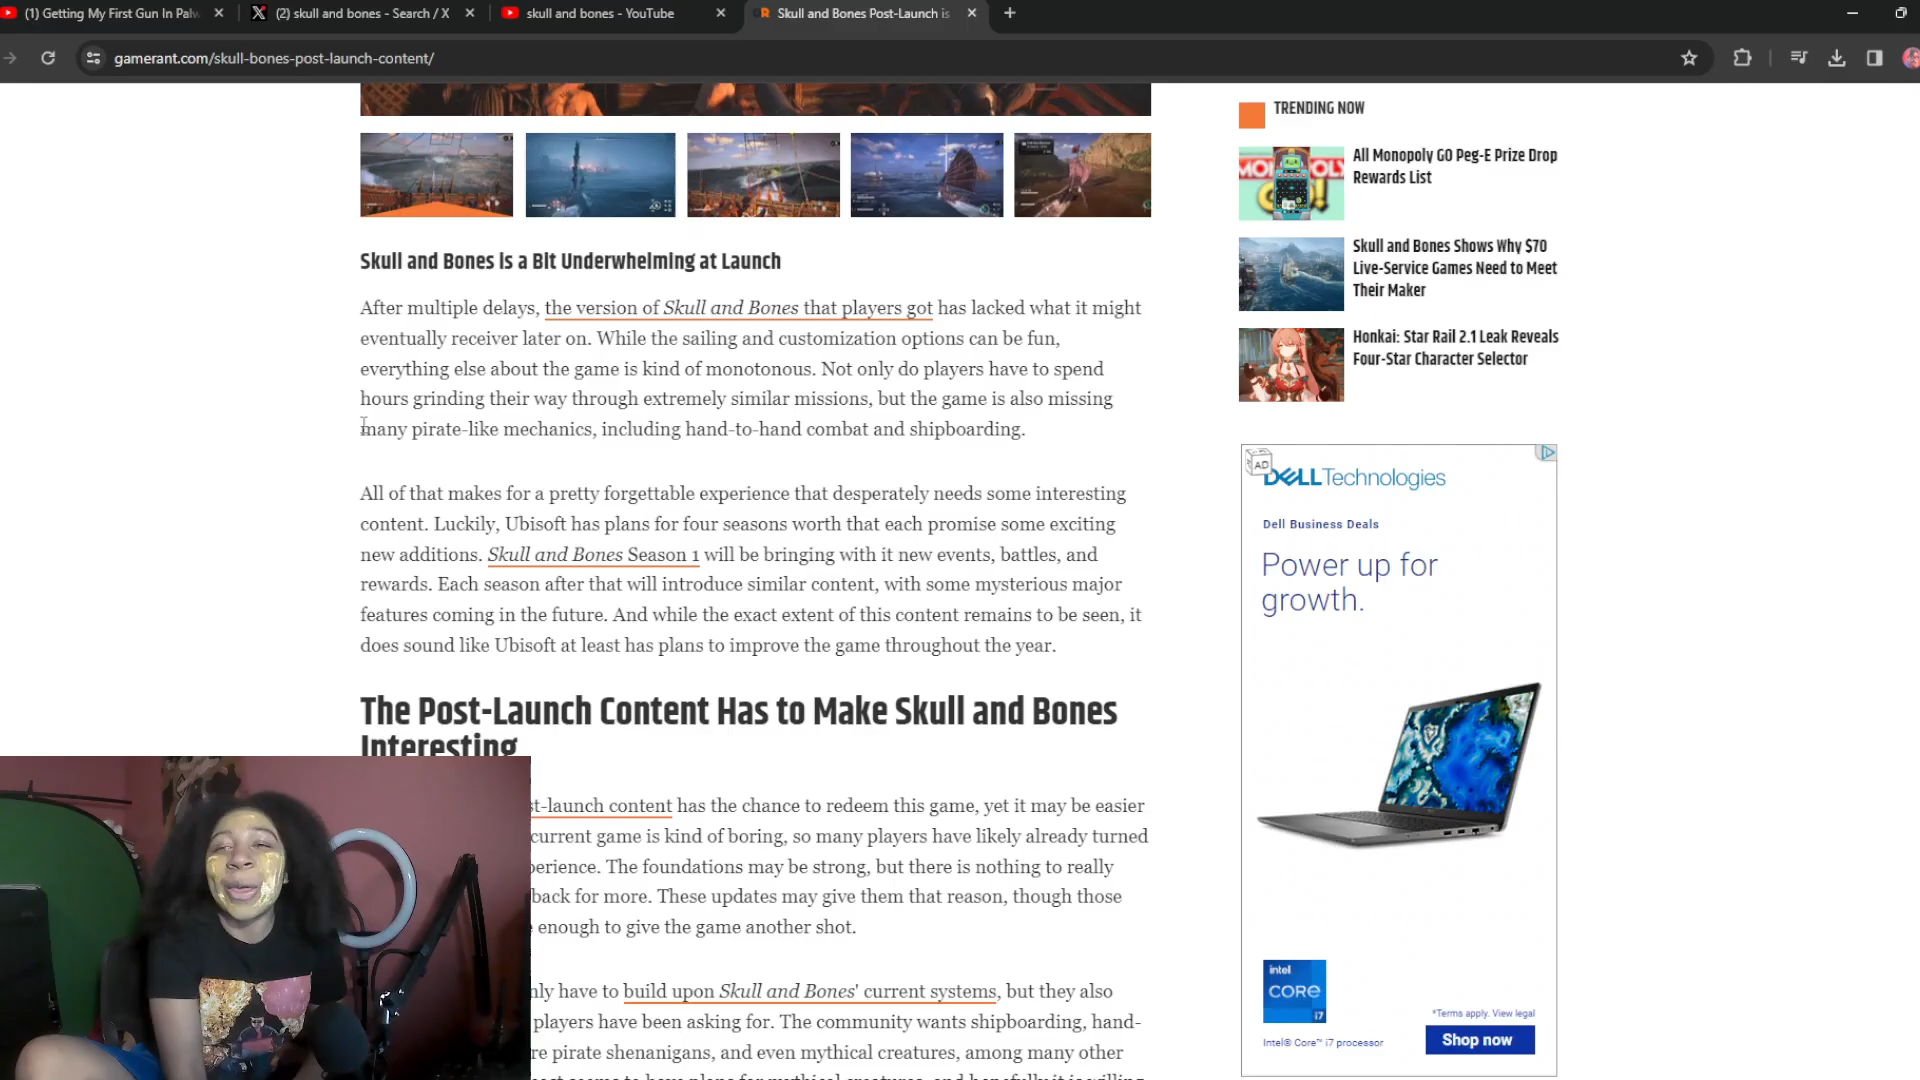 (1) Getting My First Gun In Palw
(2) skull and bones - Search / X
skull and bones - YouTube
Skull and Bones Post-Launch is
gamerant.com/skull-bones-post-launch-content/
TRENDING NOW
All Monopoly GO Peg-E Prize Drop
Rewards List
Skull and Bones Shows Why $70
Live-Service Games Need to Meet
Their Maker
Honkai: Star Rail 2.1 Leak Reveals
Four-Star Character Selector
Skull and Bones is a Bit Underwhelming at Launch
After multiple delays, the version of Skull and Bones that players got has lacked what it might
eventually receiver later on. While the sailing and customization options can be fun,
everything else about the game is kind of monotonous. Not only do players have to spend
hours grinding their way through extremely similar missions, but the game is also missing
many pirate-like mechanics, including hand-to-hand combat and shipboarding.
All of that makes for a pretty forgettable experience that desperately needs some interesting
content. Luckily, Ubisoft has plans for four seasons worth that each promise some exciting
new additions. Skull and Bones Season 1 will be bringing with it new events, battles, and
rewards. Each season after that will introduce similar content, with some mysterious major
features coming in the future. And while the exact extent of this content remains to be seen, it
does sound like Ubisoft at least has plans to improve the game throughout the year.
The Post-Launch Content Has to Make Skull and Bones
Interesting
st-launch content has the chance to redeem this game, yet it may be easier
current game is kind of boring, so many players have likely already turned
perience. The foundations may be strong, but there is nothing to really
back for more. These updates may give them that reason, though those
enough to give the game another shot.
nly have to build upon Skull and Bones' current systems, but they also
players have been asking for. The community wants shipboarding, hand-
re pirate shenanigans, and even mythical creatures, among many other
AD
DELL Technologies
Dell Business Deals
Power up for
growth.
intel
CORE
i7
Intel® Core™ i7 processor
*Terms apply. View legal
Shop now